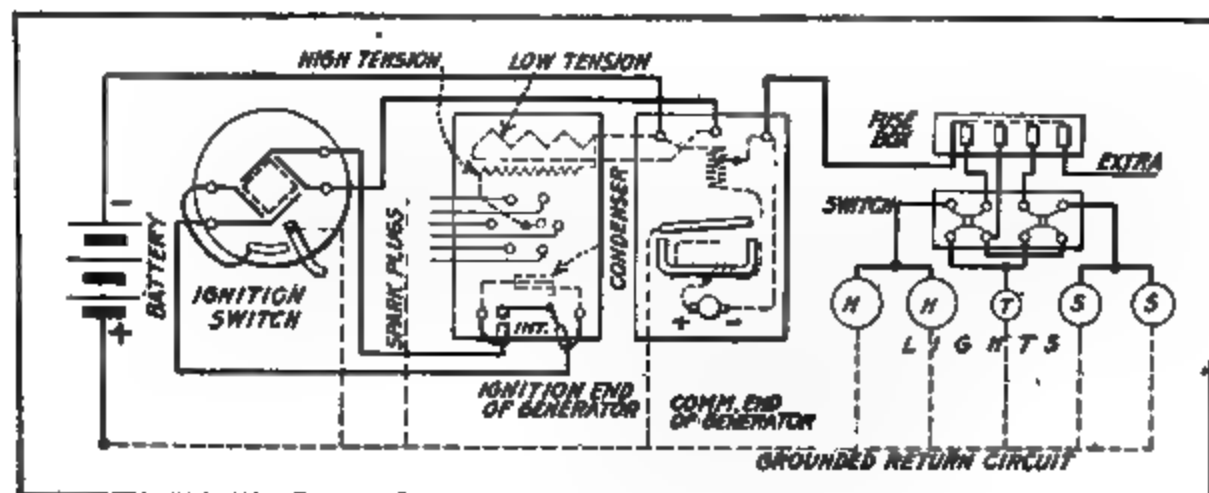 HIGH TENSION
LOW TENSION
FUSE
BOX
EXTRA
SWITCH
-
BATTERY
+
IGNITION
SWITCH
SPARK PLUGS
CONDENSER
INT.
+ -
H H T S S
LIGHTS
IGNITION END
OF GENERATOR
COMM. END
OF GENERATOR
GROUNDED RETURN CIRCUIT